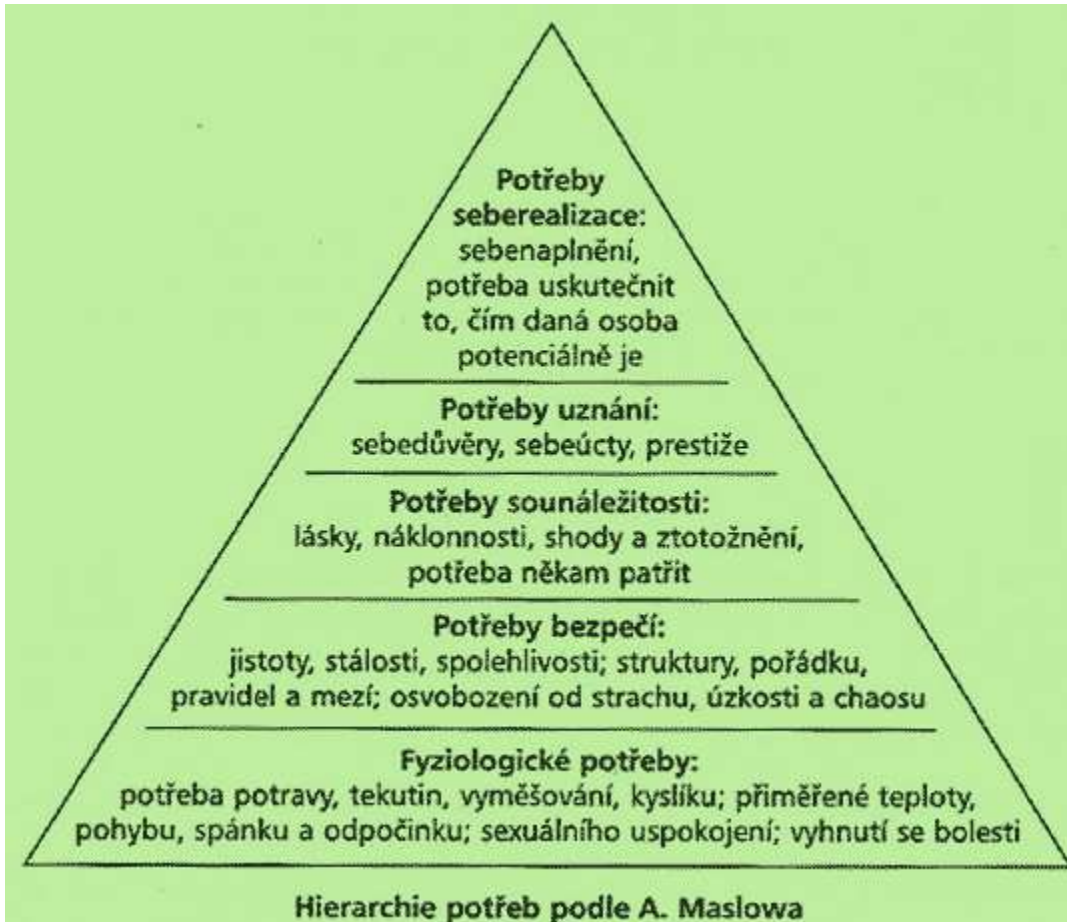 Potřeby
seberealizace:
sebenaplnění,
potřeba uskutečnit
to, čím daná osoba
potenciálně je
Potřeby uznání:
sebedůvěry, sebeúcty, prestiže
Potřeby sounáležitosti:
lásky, náklonnosti, shody a ztotožnění,
potřeba někam patřit
Potřeby bezpečí:
jistoty, stálosti, spolehlivosti; struktury, pořádku,
pravidel a mezí; osvobození od strachu, úzkosti a chaosu
Fyziologické potřeby:
potřeba potravy, tekutin, vyměšování, kyslíku; přiměřené teploty,
pohybu, spánku a odpočinku; sexuálního uspokojení; vyhnutí se bolesti
Hierarchie potřeb podle A. Maslowa